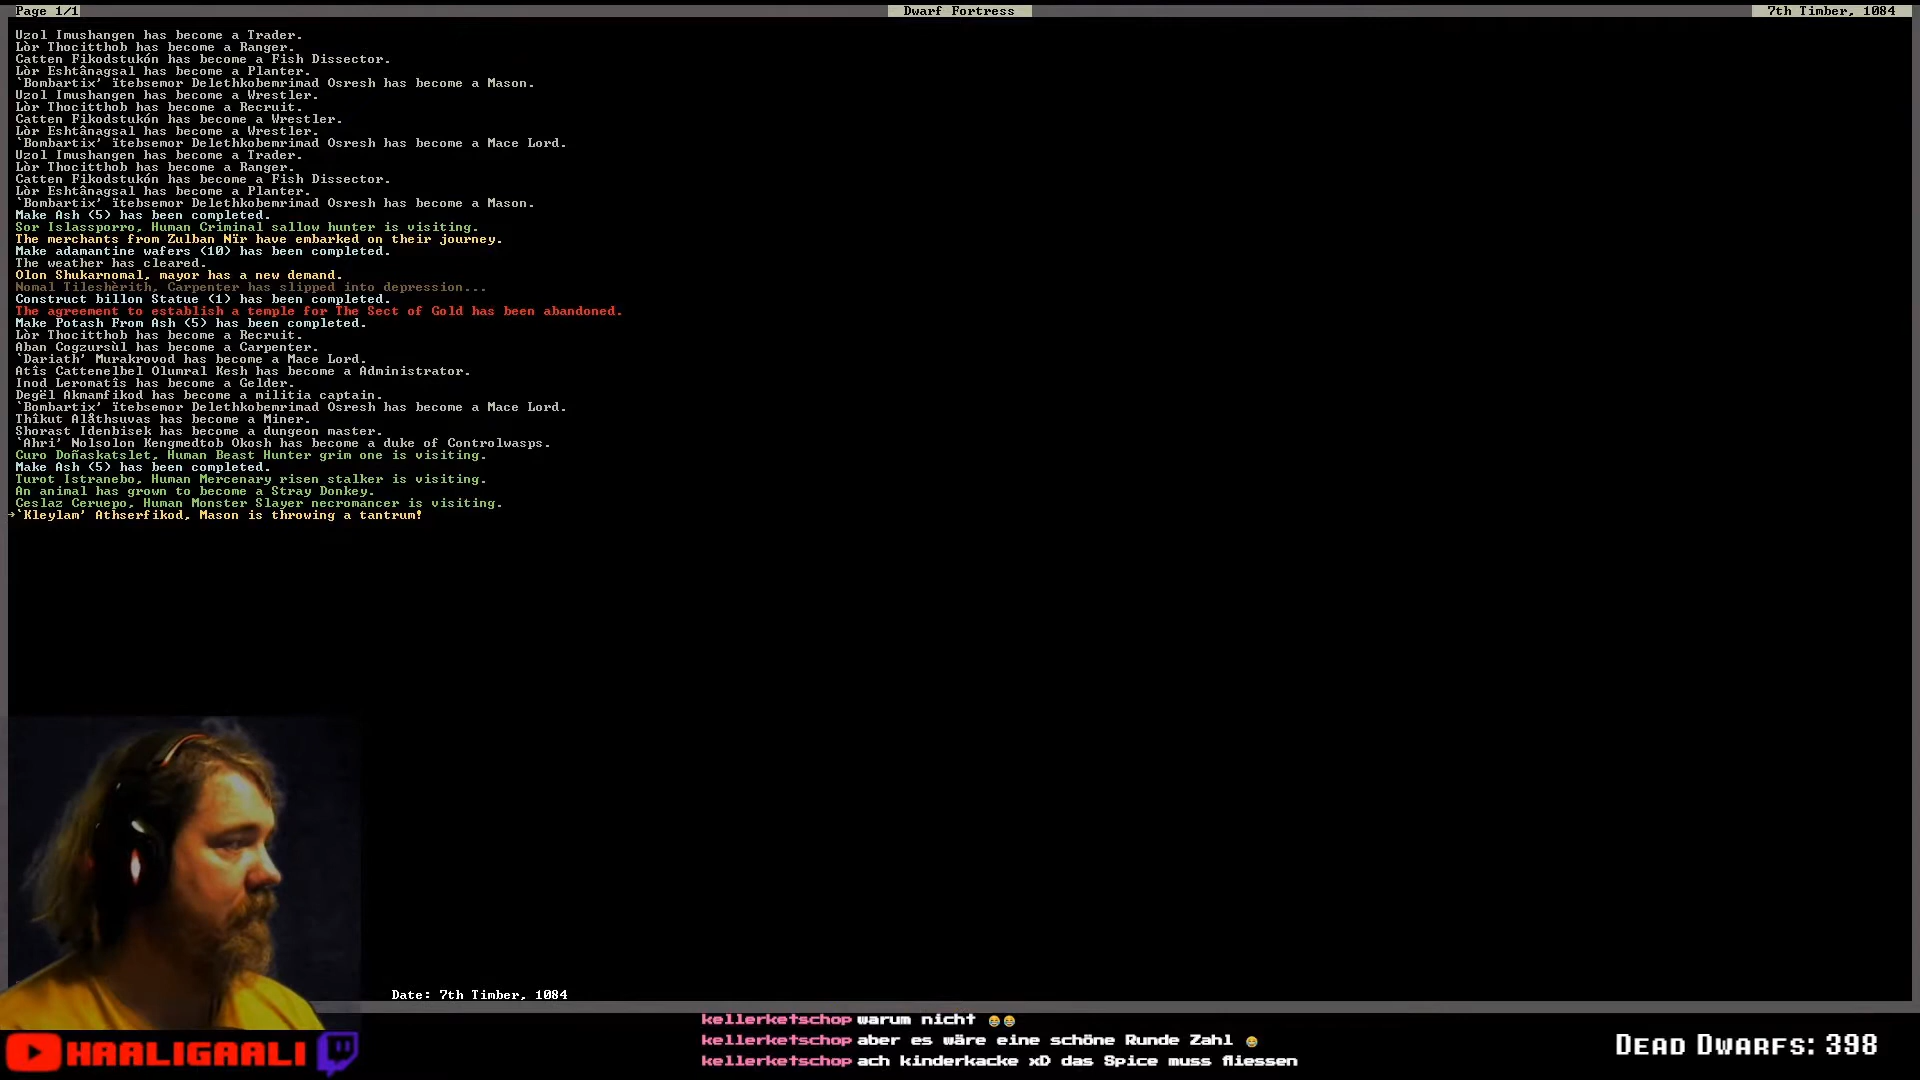 Page 1/1
Dwarf Fortress
7th Timber, 1084
Uzol Imushangen has become a Trader.
Lòr Thocitthob has become a Ranger.
Catten Fikodstukón has become a Fish Dissector.
Lòr Eshtânagsal has become a Planter.
`Bombartix' ïtebsemor Delethkobemrimad Osresh has become a Mason.
Uzol Imushangen has become a Wrestler.
Lòr Thocitthob has become a Recruit.
Catten Fikodstukón has become a Wrestler.
Lòr Eshtânagsal has become a Wrestler.
`Bombartix' ïtebsemor Delethkobemrimad Osresh has become a Mace Lord.
Uzol Imushangen has become a Trader.
Lòr Thocitthob has become a Ranger.
Catten Fikodstukón has become a Fish Dissector.
Lòr Eshtânagsal has become a Planter.
`Bombartix' ïtebsemor Delethkobemrimad Osresh has become a Mason.
Make Ash (5) has been completed.
Sor Islassporro, Human Criminal sallow hunter is visiting.
The merchants from Zulban Nïr have embarked on their journey.
Make adamantine wafers (10) has been completed.
The weather has cleared.
Olon Shukarnomal, mayor has a new demand.
Nomal Tileshèrith, Carpenter has slipped into depression...
Construct billon Statue (1) has been completed.
The agreement to establish a temple for The Sect of Gold has been abandoned.
Make Potash From Ash (5) has been completed.
Lòr Thocitthob has become a Recruit.
Aban Cogzursùl has become a Carpenter.
`Dariath' Murakrovod has become a Mace Lord.
Atîs Cattenelbel Olumral Kesh has become a Administrator.
Inod Leromatîs has become a Gelder.
Degël Akmamfikod has become a militia captain.
`Bombartix' ïtebsemor Delethkobemrimad Osresh has become a Mace Lord.
Thîkut Alåthsuvas has become a Miner.
Shorast Idenbisek has become a dungeon master.
`Ahri' Nolsolon Kengmedtob Okosh has become a duke of Controlwasps.
Curo Doñaskatslet, Human Beast Hunter grim one is visiting.
Make Ash (5) has been completed.
Turot Istranebo, Human Mercenary risen stalker is visiting.
An animal has grown to become a Stray Donkey.
Ceslaz Ceruepo, Human Monster Slayer necromancer is visiting.
→`Kleylam' Athserfikod, Mason is throwing a tantrum!
Date: 7th Timber, 1084
kellerketschop warum nicht 😂😂
kellerketschop aber es wäre eine schöne Runde Zahl 😂
kellerketschop ach kinderkacke xD das Spice muss fliessen
HAALIGAALI
Dead Dwarfs: 398